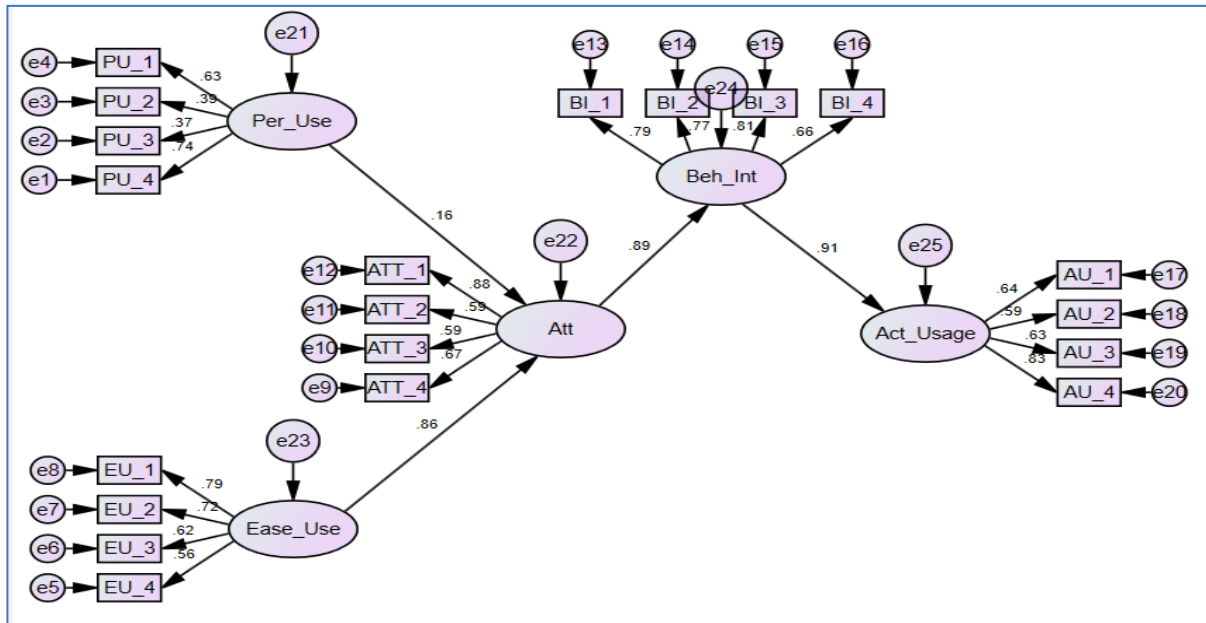 e21
e4 PU_1
.63
e3 PU_2
.39
Per_Use
e2 PU_3
.37
e1 PU_4
.74
e13 e14 e15 e16
e24
BI_1 BI_2 BI_3 BI_4
.79 .77 .81 .66
Beh_Int
.16
.89
.91
e22
e25
e12 ATT_1
.88
e11 ATT_2
.59
Att
e10 ATT_3
.59
e9 ATT_4
.67
Act_Usage
.64
AU_1 e17
.59
AU_2 e18
.63
AU_3 e19
.83
AU_4 e20
.86
e23
e8 EU_1
.79
e7 EU_2
.72
Ease_Use
e6 EU_3
.62
e5 EU_4
.56